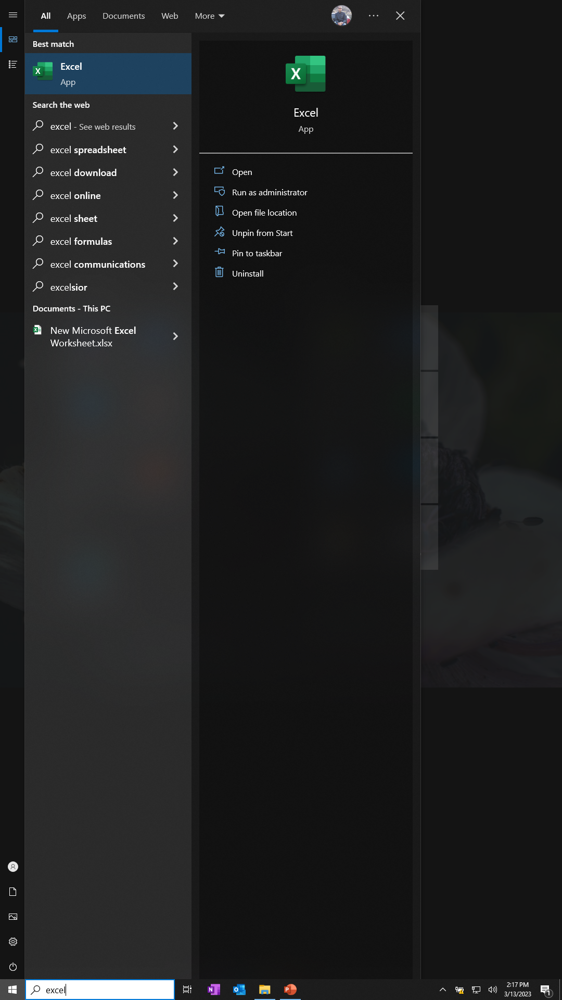 All Apps Documents Web More
Best match
Excel
App
Search the web
excel - See web results
excel spreadsheet
excel download
excel online
excel sheet
excel formulas
excel communications
excelsior
Documents - This PC
New Microsoft Excel
Worksheet.xlsx
Excel
App
Open
Run as administrator
Open file location
Unpin from Start
Pin to taskbar
Uninstall
excel
2:17 PM
3/13/2023
1